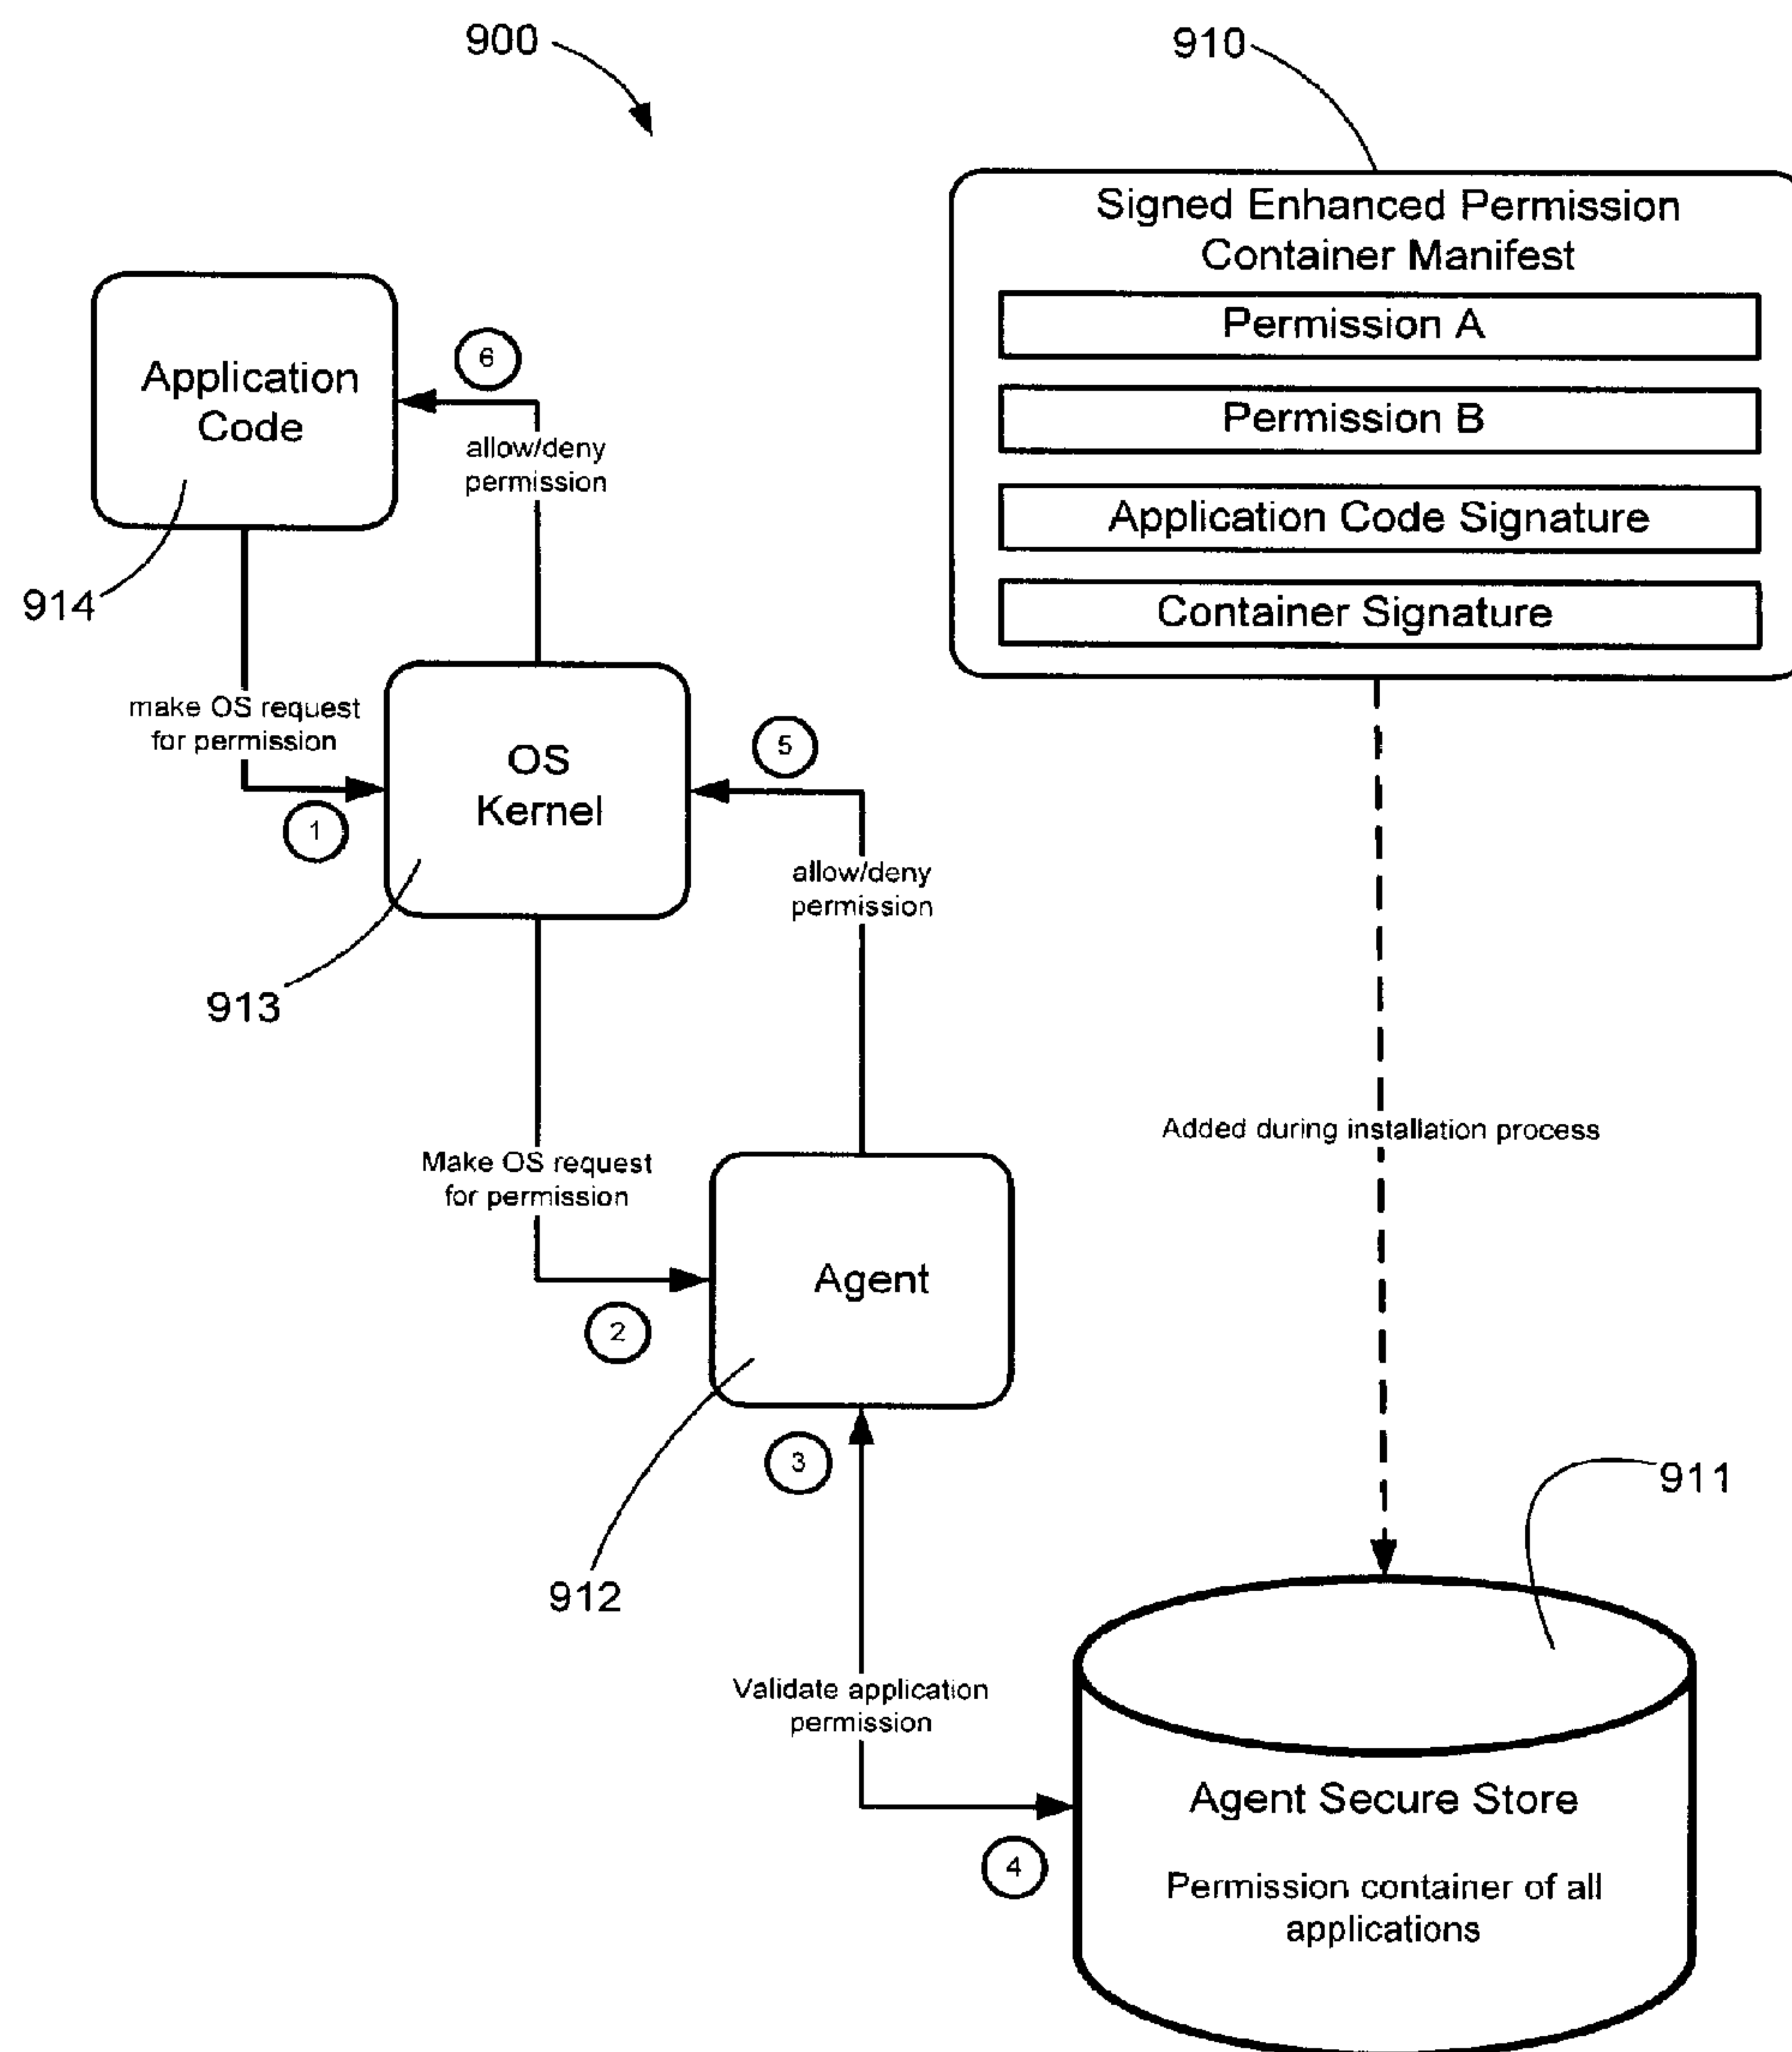 900
910
Signed Enhanced Permission
Container Manifest
Permission A
Permission B
Application Code Signature
Container Signature
Application
Code
6
allow/deny
permission
914
make OS request
for permission
1
OS
Kernel
5
allow/deny
permission
913
Added during installation process
Make OS request
for permission
2
Agent
3
912
911
Validate application
permission
4
Agent Secure Store
Permission container of all
applications